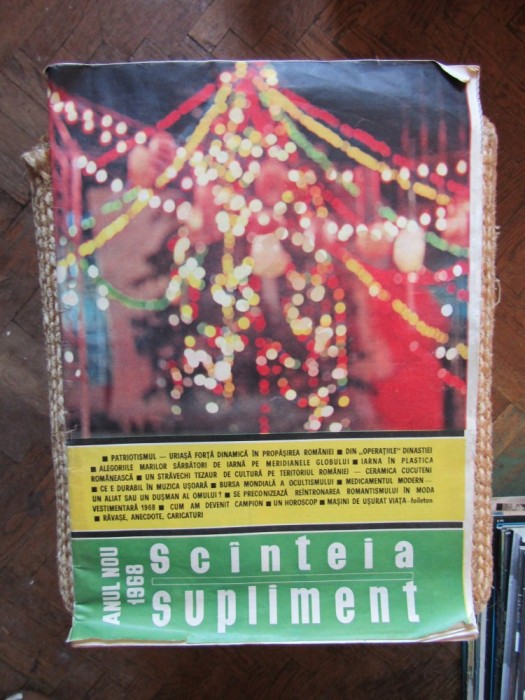 ■ PATRIOTISMUL — URIAȘĂ FORȚĂ DINAMICĂ ÎN PROPĂȘIREA ROMÂNIEI ■ DIN „OPERAȚIILE" DINASTIEI
■ ALEGORIILE MARILOR SĂRBĂTORI DE IARNĂ PE MERIDIANELE GLOBULUI ■ IARNA ÎN PLASTICA
ROMÂNEASCĂ ■ UN STRĂVECHI TEZAUR DE CULTURĂ PE TERITORIUL ROMÂNIEI — CERAMICA CUCUTENI
■ CE E DURABIL ÎN MUZICA UȘOARĂ ■ BURSA MONDIALĂ A OCULTISMULUI ■ MEDICAMENTUL MODERN —
UN ALIAT SAU UN DUȘMAN AL OMULUI? ■ SE PRECONIZEAZĂ REÎNTRONAREA ROMANTISMULUI ÎN MODA
VESTIMENTARĂ 1968 ■ CUM AM DEVENIT CAMPION ■ UN HOROSCOP ■ MAȘINI DE UȘURAT VIAȚA -foileton
■ RĂVAȘE, ANECDOTE, CARICATURI
ANUL NOU
1968
Scînteia
supliment